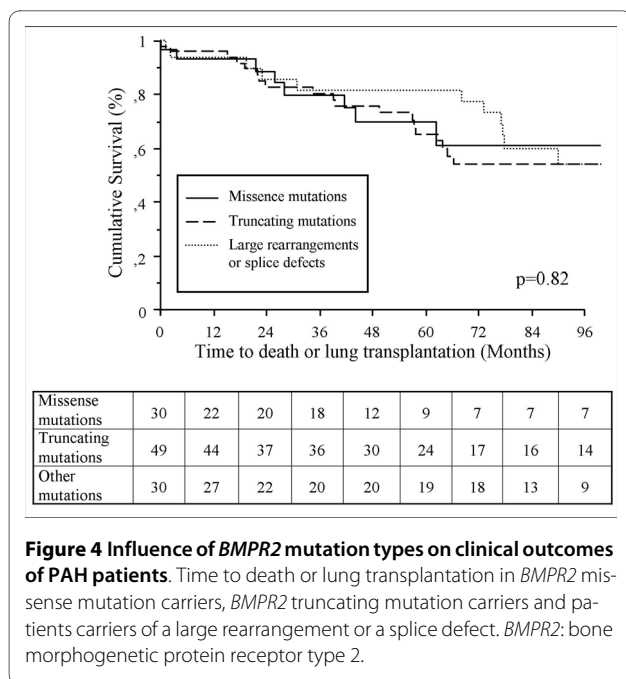 1
,8
,6
,4
,2
0
Cumulative Survival (%)
Missence mutations
Truncating mutations
Large rearrangements
or splice defects
p=0.82
0 12 24 36 48 60 72 84 96
Time to death or lung transplantation (Months)
Missense
mutations 30 22 20 18 12 9 7 7 7
Truncating
mutations 49 44 37 36 30 24 17 16 14
Other
mutations 30 27 22 20 20 19 18 13 9
Figure 4 Influence of BMPR2 mutation types on clinical outcomes
of PAH patients. Time to death or lung transplantation in BMPR2 mis-
sense mutation carriers, BMPR2 truncating mutation carriers and pa-
tients carriers of a large rearrangement or a splice defect. BMPR2: bone
morphogenetic protein receptor type 2.